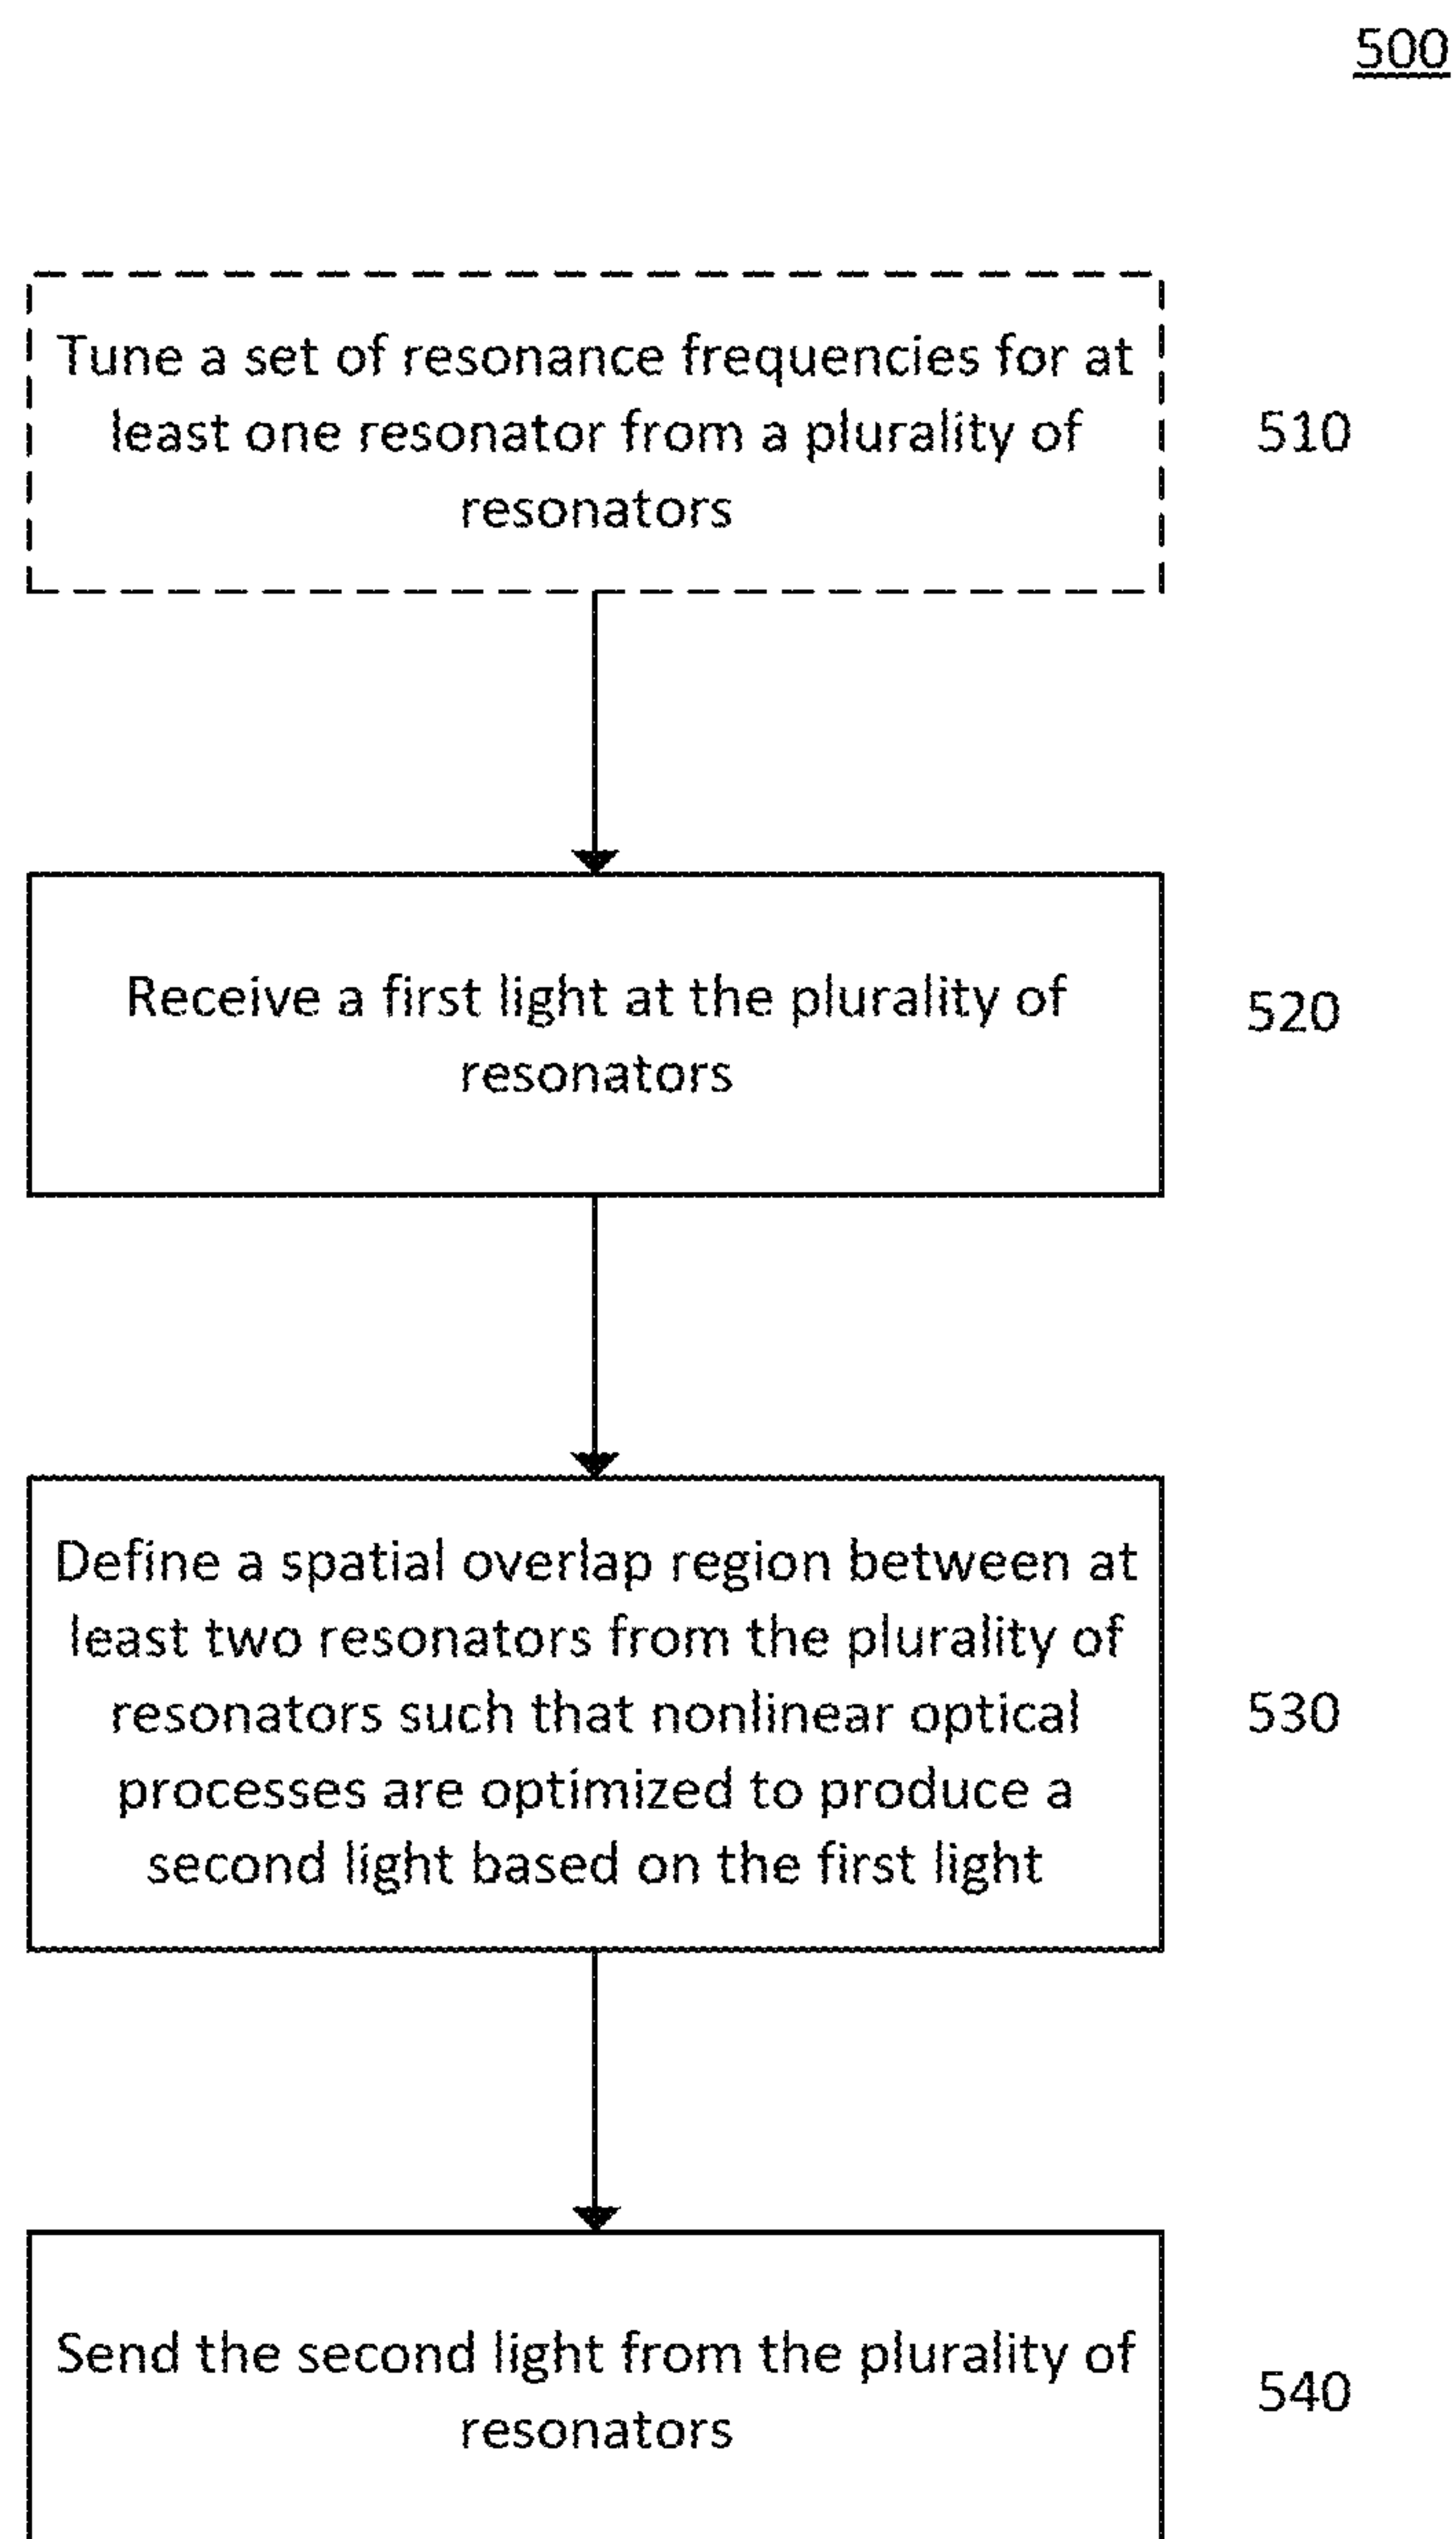 500
Tune a set of resonance frequencies for at
least one resonator from a plurality of
resonators
510
Receive a first light at the plurality of
resonators
520
Define a spatial overlap region between at
least two resonators from the plurality of
resonators such that nonlinear optical
processes are optimized to produce a
second light based on the first light
530
Send the second light from the plurality of
resonators
540